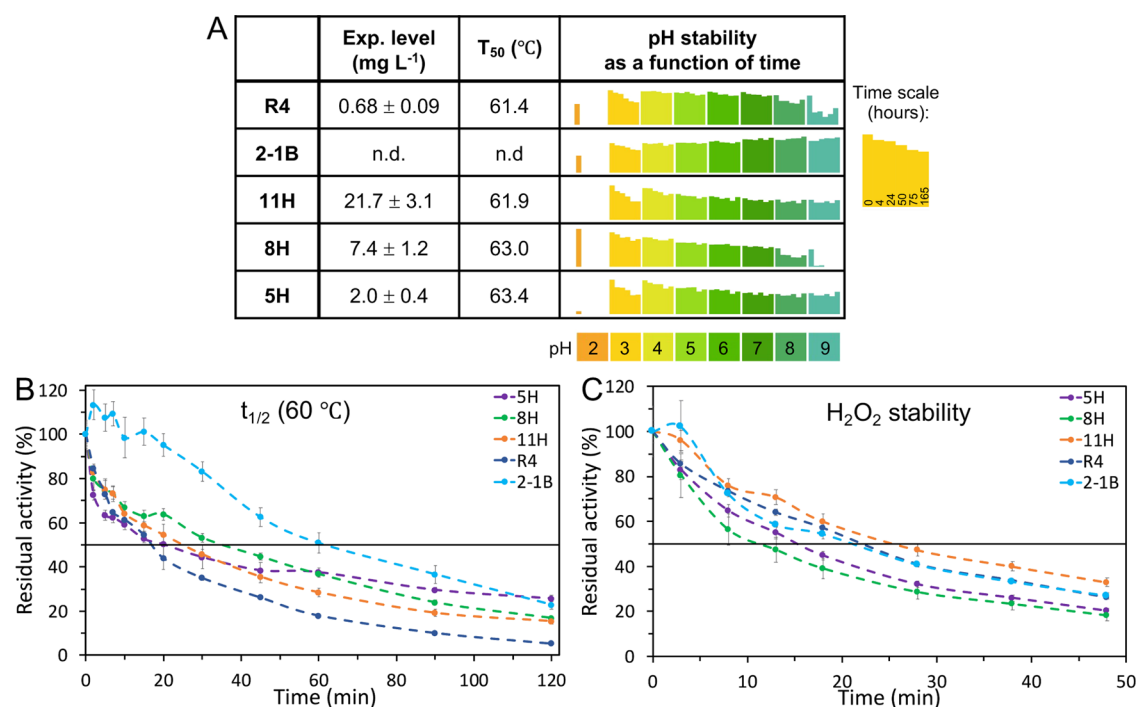 A
Exp. level
(mg L⁻¹)
T₅₀ (℃)
pH stability
as a function of time
R4
0.68 ± 0.09
61.4
2-1B
n.d.
n.d
11H
21.7 ± 3.1
61.9
8H
7.4 ± 1.2
63.0
5H
2.0 ± 0.4
63.4
Time scale
(hours):
0
4
24
50
75
165
pH 2 3 4 5 6 7 8 9
B
t₁/₂ (60 ℃)
Residual activity (%)
120
100
80
60
40
20
0
0 20 40 60 80 100 120
Time (min)
5H
8H
11H
R4
2-1B
C
H₂O₂ stability
Residual activity (%)
120
100
80
60
40
20
0
0 10 20 30 40 50
Time (min)
5H
8H
11H
R4
2-1B